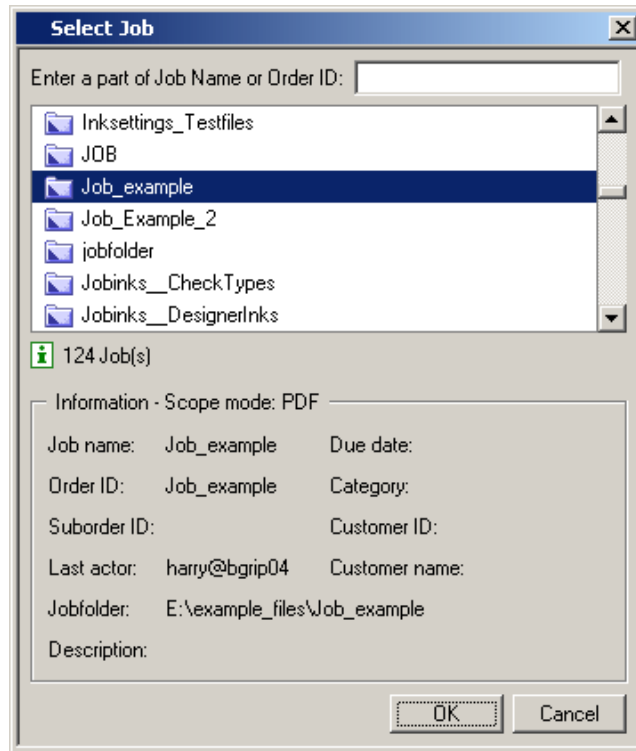 Select Job
Enter a part of Job Name or Order ID:
Inksettings_Testfiles
JOB
Job_example
Job_Example_2
jobfolder
Jobinks__CheckTypes
Jobinks__DesignerInks
124 Job(s)
Information - Scope mode: PDF
Job name: Job_example Due date:
Order ID: Job_example Category:
Suborder ID: Customer ID:
Last actor: harry@bgrip04 Customer name:
Jobfolder: E:\example_files\Job_example
Description:
OK Cancel